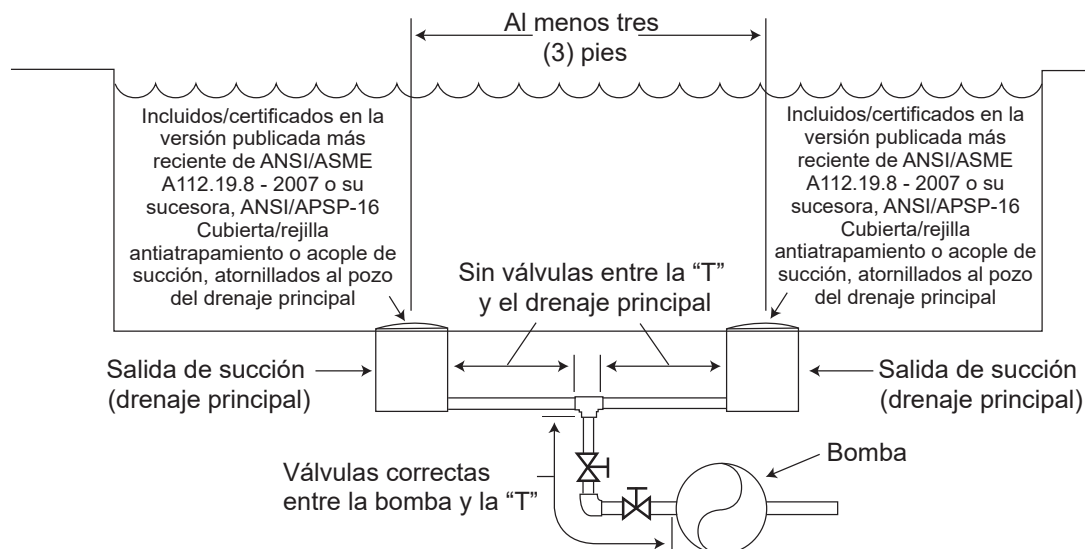 Al menos tres
(3) pies
Incluidos/certificados en la
versión publicada más
reciente de ANSI/ASME
A112.19.8 - 2007 o su
sucesora, ANSI/APSP-16
Cubierta/rejilla
antiatrapamiento o acople de
succión, atornillados al pozo
del drenaje principal
Incluidos/certificados en la
versión publicada más
reciente de ANSI/ASME
A112.19.8 - 2007 o su
sucesora, ANSI/APSP-16
Cubierta/rejilla
antiatrapamiento o acople de
succión, atornillados al pozo
del drenaje principal
Sin válvulas entre la “T”
y el drenaje principal
Salida de succión
(drenaje principal)
Salida de succión
(drenaje principal)
Válvulas correctas
entre la bomba y la “T”
Bomba